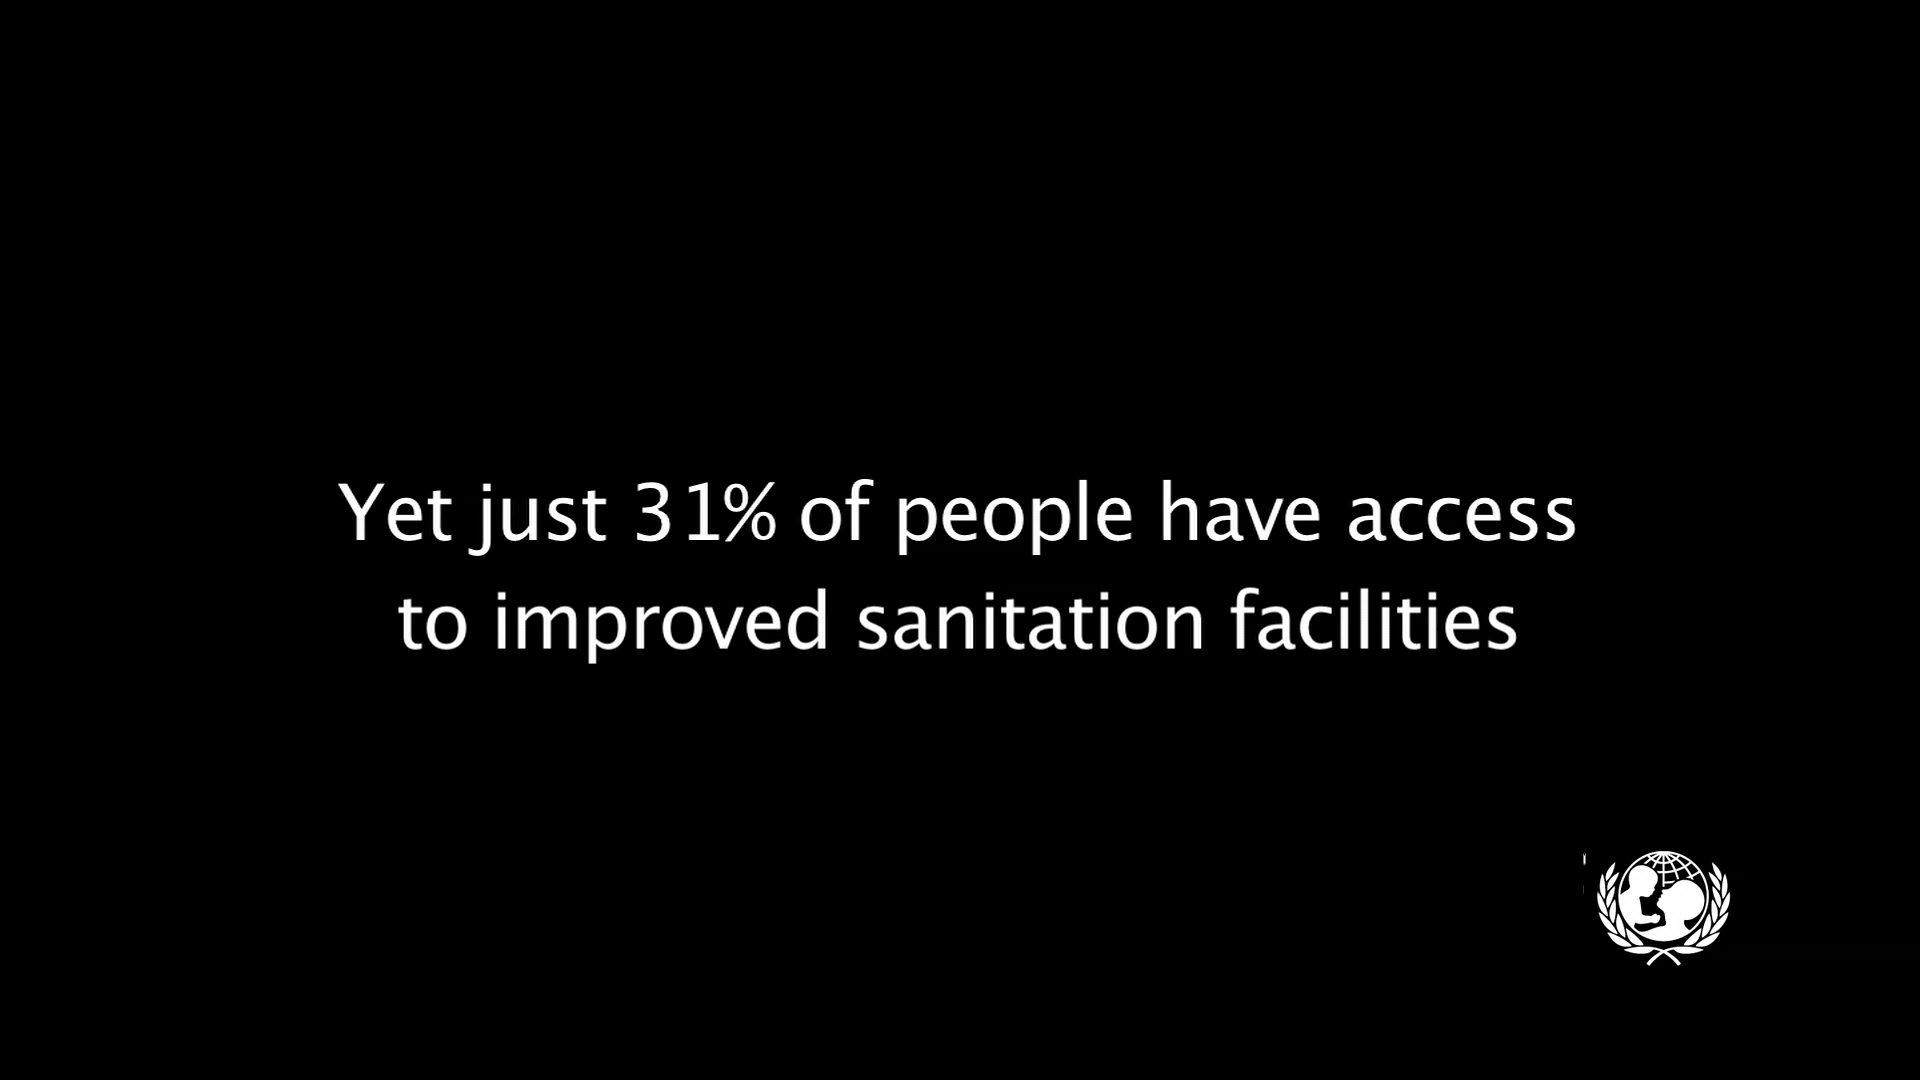 Yet just 31% of people have access
to improved sanitation facilities